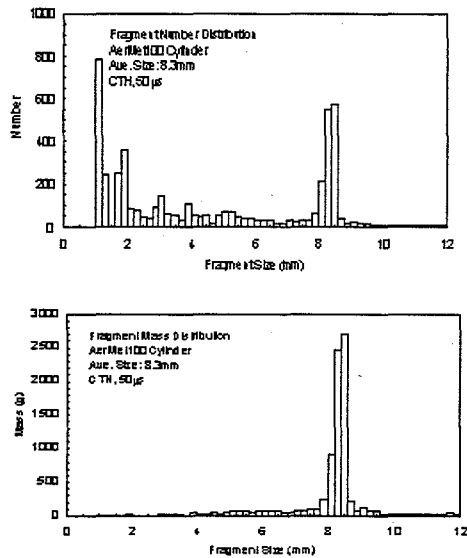 1000
800
600
400
200
0
Number
Fragment Number Distribution
AerMet100 Cylinder
Ave. Size: 8.3mm
CTH, 50 µs
0 2 4 6 8 10 12
Fragment Size (mm)
3000
2500
2000
1500
1000
500
0
Mass (g)
Fragment Mass Distribution
AerMet100 Cylinder
Ave. Size: 8.3mm
CTH, 50µs
0 2 4 6 8 10 12
Fragment Size (mm)